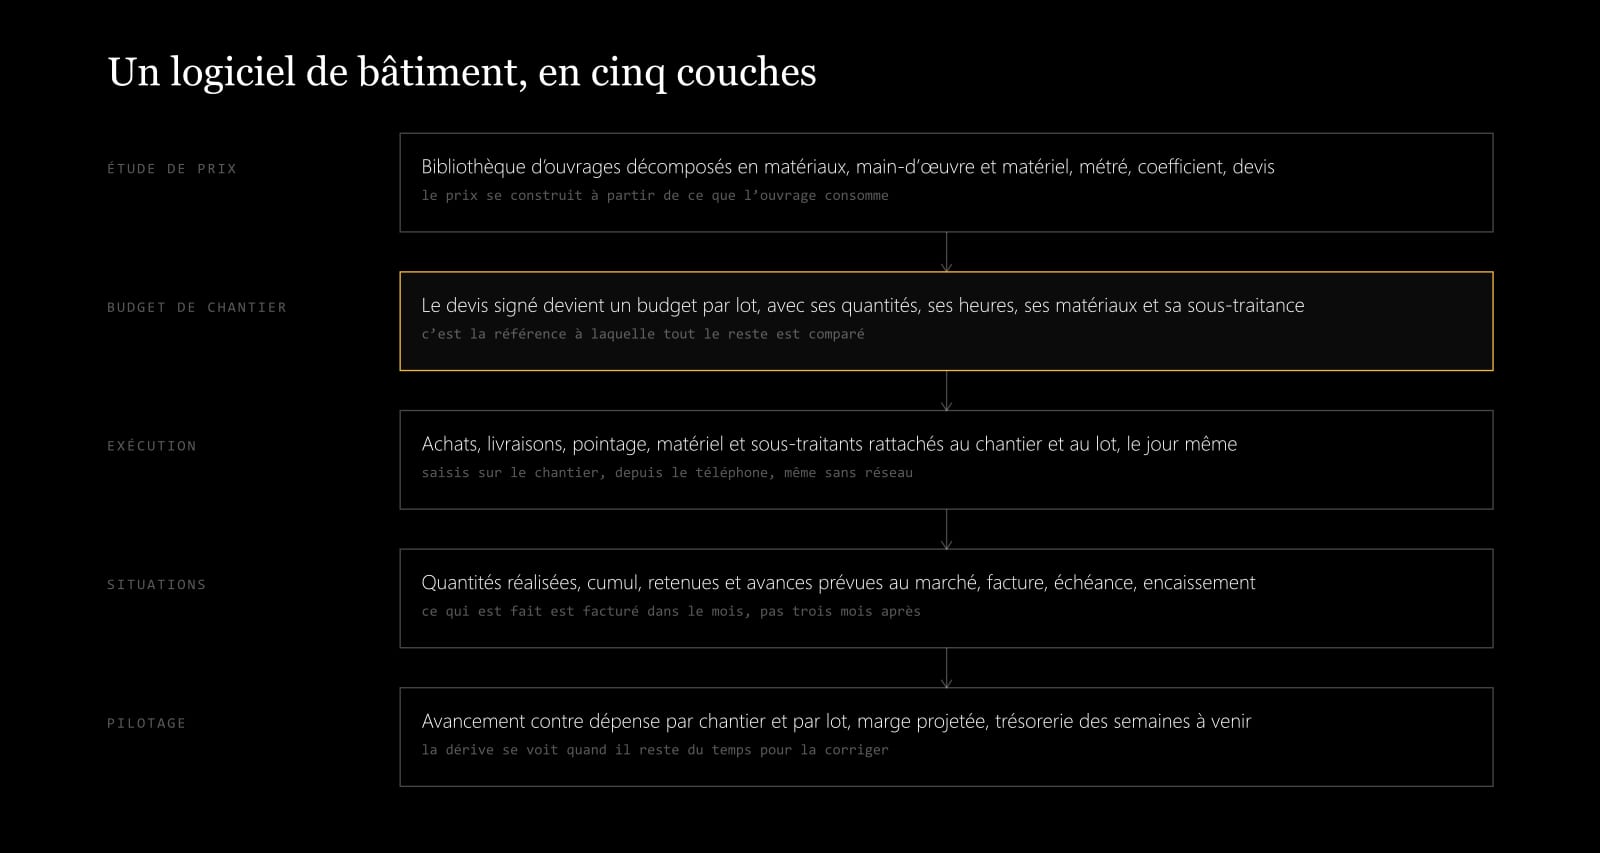 Un logiciel de bâtiment, en cinq couches
ÉTUDE DE PRIX
Bibliothèque d’ouvrages décomposés en matériaux, main-d’œuvre et matériel, métré, coefficient, devis
le prix se construit à partir de ce que l’ouvrage consomme
BUDGET DE CHANTIER
Le devis signé devient un budget par lot, avec ses quantités, ses heures, ses matériaux et sa sous-traitance
c’est la référence à laquelle tout le reste est comparé
EXÉCUTION
Achats, livraisons, pointage, matériel et sous-traitants rattachés au chantier et au lot, le jour même
saisis sur le chantier, depuis le téléphone, même sans réseau
SITUATIONS
Quantités réalisées, cumul, retenues et avances prévues au marché, facture, échéance, encaissement
ce qui est fait est facturé dans le mois, pas trois mois après
PILOTAGE
Avancement contre dépense par chantier et par lot, marge projetée, trésorerie des semaines à venir
la dérive se voit quand il reste du temps pour la corriger